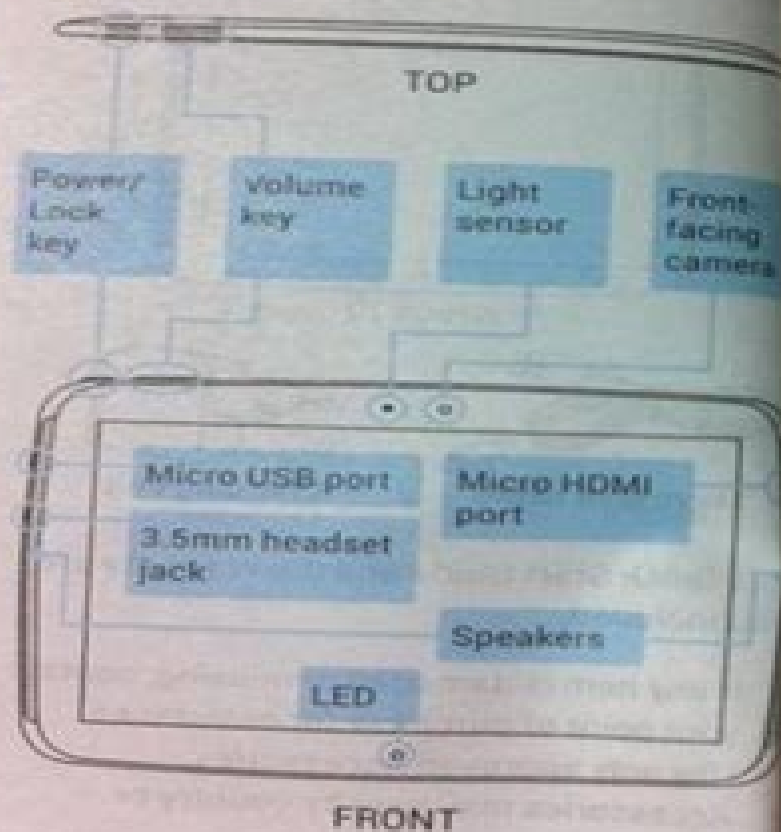 TOP
Power/
Lock
key
Volume
key
Light
sensor
Front-
facing
camera
Micro USB port
Micro HDMI
port
3.5mm headset
jack
Speakers
LED
FRONT